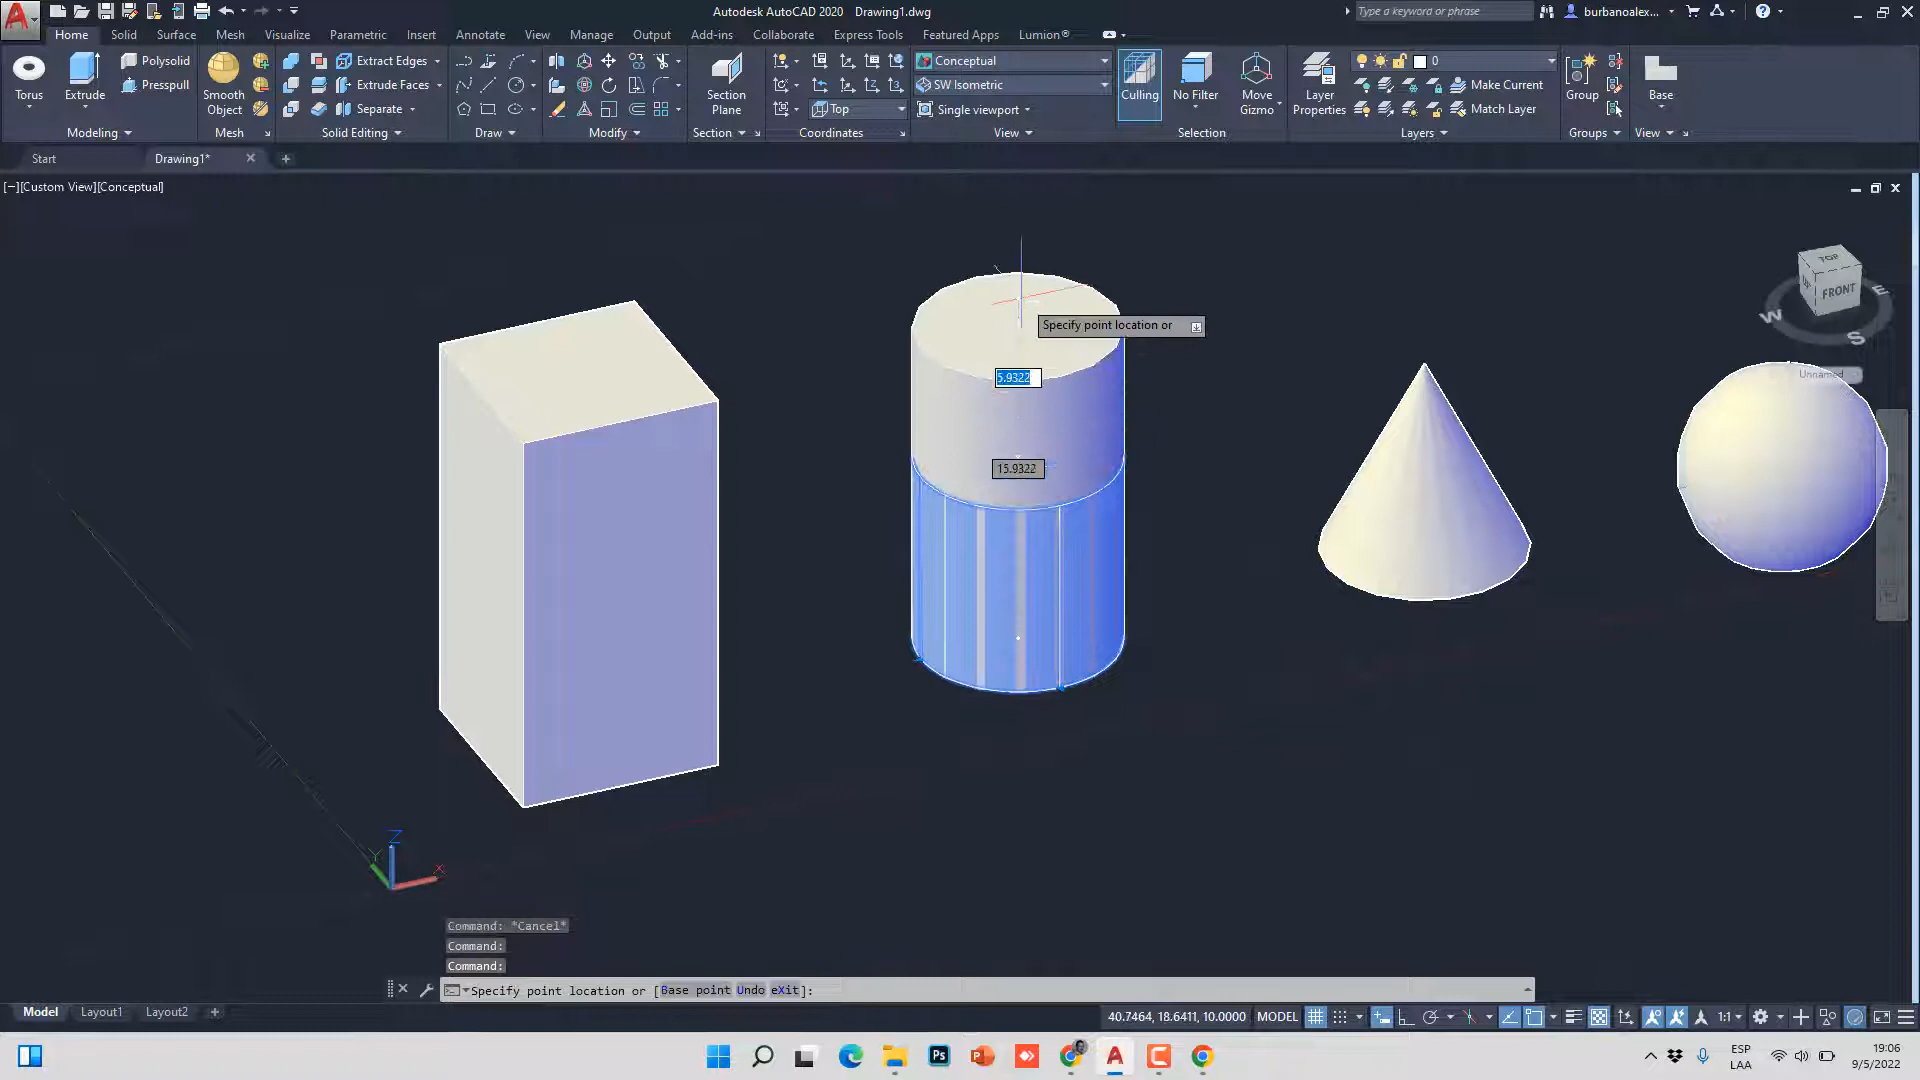 Autodesk AutoCAD 2020 Drawing1.dwg
Type a keyword or phrase
burbanoalex...
Home Solid Surface Mesh Visualize Parametric Insert Annotate View Manage Output Add-ins Collaborate Express Tools Featured Apps Lumion®
Torus
Extrude
Polysolid
Presspull
Modeling
Smooth
Object
Mesh
Extract Edges
Extrude Faces
Separate
Solid Editing
Draw
Modify
Section
Plane
Section
Top
Coordinates
Conceptual
SW Isometric
Single viewport
View
Culling
No Filter
Move
Gizmo
Selection
Layer
Properties
0
Make Current
Match Layer
Layers
Group
Groups
Base
View
Start
Drawing1*
[−][Custom View][Conceptual]
TOP
FRONT
W
S
E
Unnamed
Specify point location or
5.9322
15.9322
Z
Y
X
Command: *Cancel*
Command:
Command:
Specify point location or [Base point Undo eXit]:
Model Layout1 Layout2
40.7464, 18.6411, 10.0000 MODEL
1:1
Ps
ESP
LAA
19:06
9/5/2022